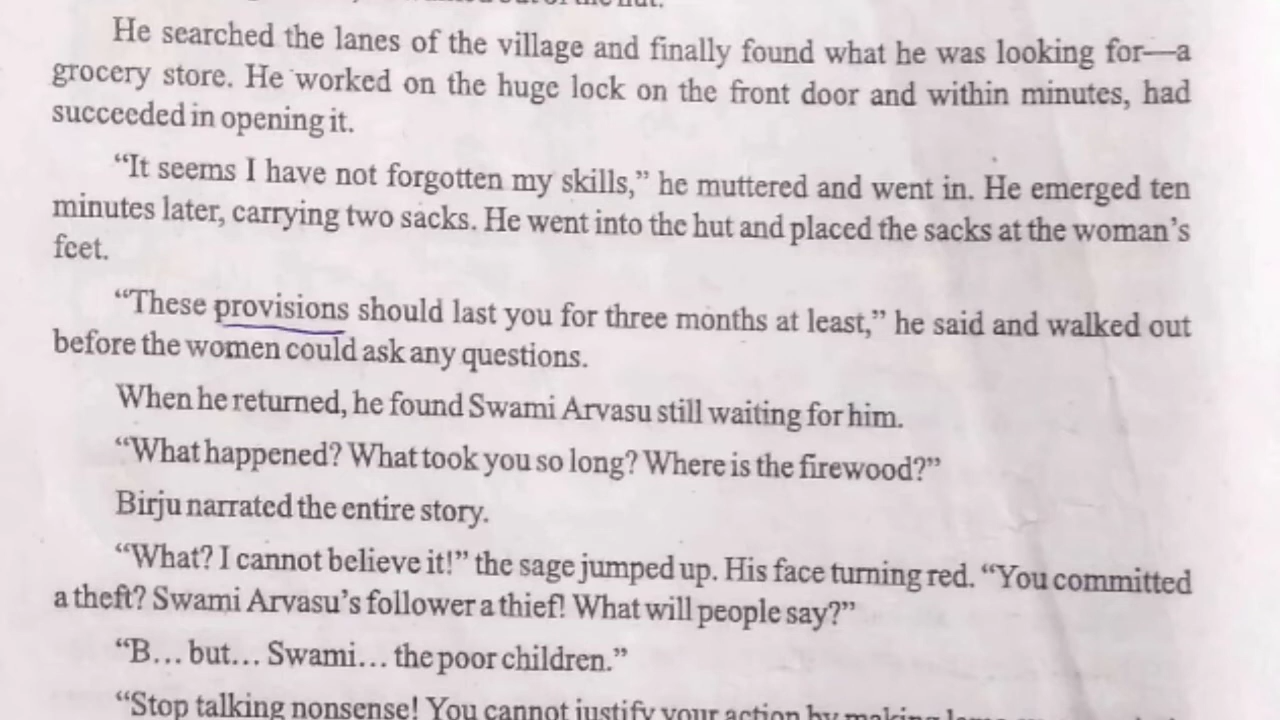 out of the hut.
He searched the lanes of the village and finally found what he was looking for—a
grocery store. He worked on the huge lock on the front door and within minutes, had
succeeded in opening it.
“It seems I have not forgotten my skills,” he muttered and went in. He emerged ten
minutes later, carrying two sacks. He went into the hut and placed the sacks at the woman’s
feet.
“These provisions should last you for three months at least,” he said and walked out
before the women could ask any questions.
When he returned, he found Swami Arvasu still waiting for him.
“What happened? What took you so long? Where is the firewood?”
Birju narrated the entire story.
“What? I cannot believe it!” the sage jumped up. His face turning red. “You committed
a theft? Swami Arvasu’s follower a thief! What will people say?”
“B... but... Swami... the poor children.”
“Stop talking nonsense! You cannot justify your action by making